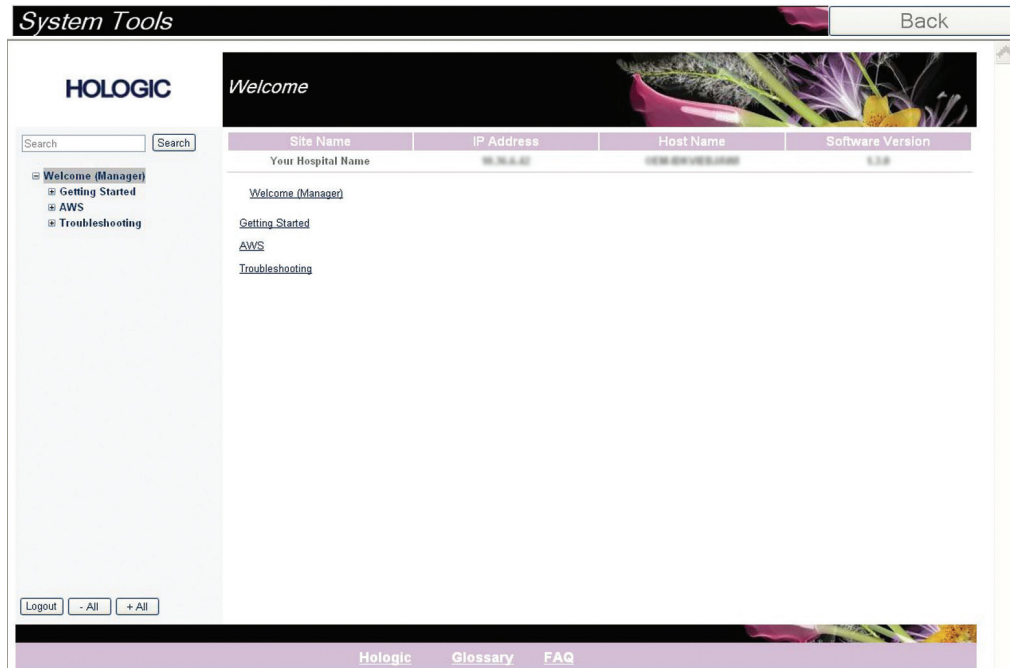 System Tools
Back
HOLOGIC
Welcome
Search
Search
Site Name
IP Address
Host Name
Software Version
Your Hospital Name
Welcome (Manager)
Getting Started
AWS
Troubleshooting
Welcome (Manager)
Getting Started
AWS
Troubleshooting
Logout
- All
+ All
Hologic
Glossary
FAQ